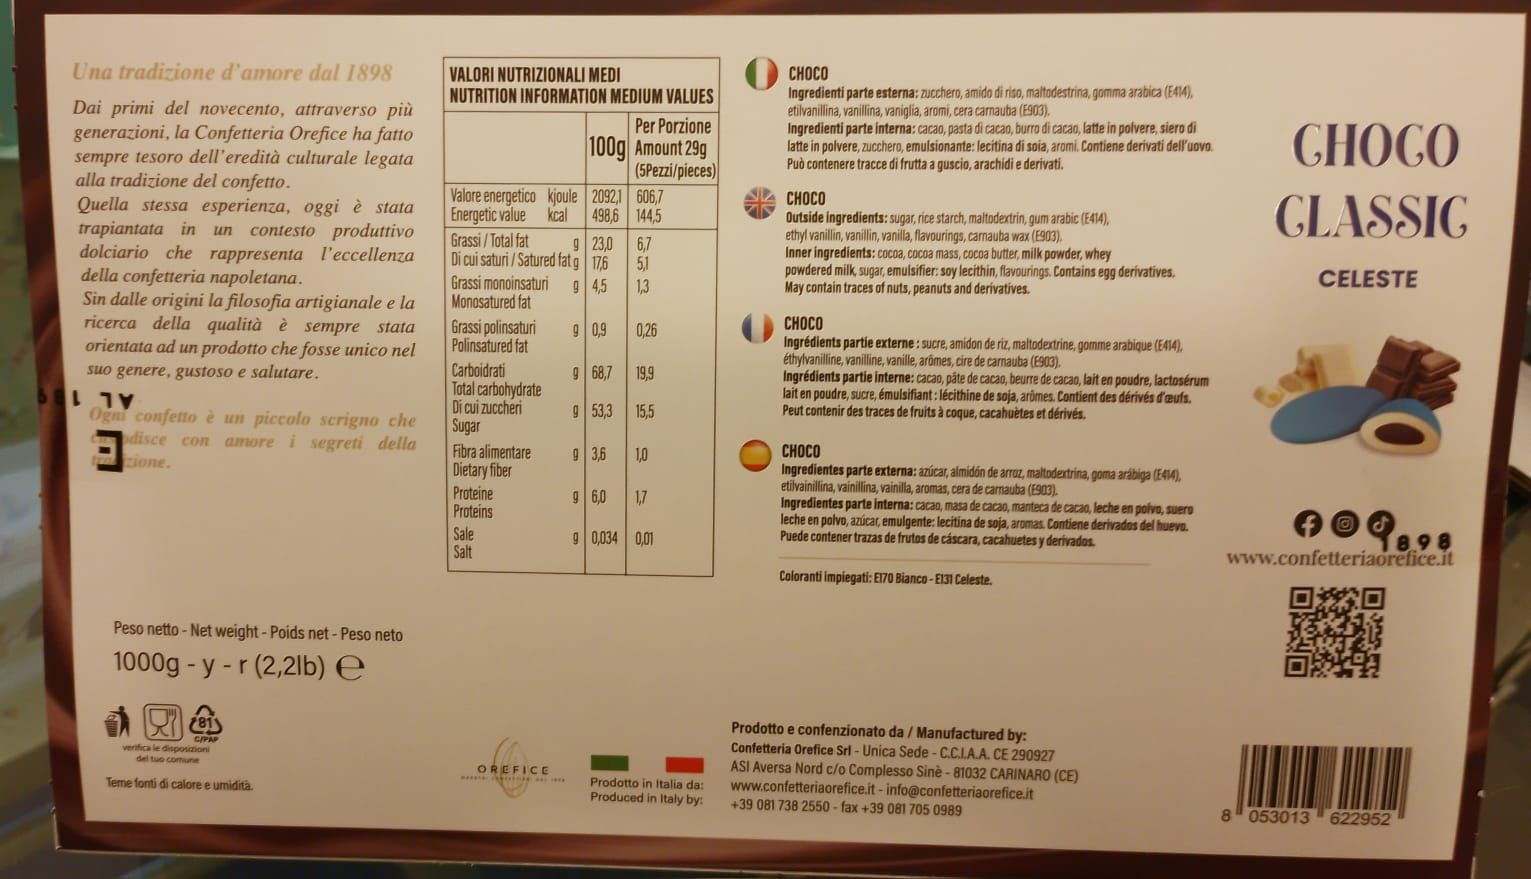 Una tradizione d'amore dal 1898
Dai primi del novecento, attraverso più
generazioni, la Confetteria Orefice ha fatto
sempre tesoro dell'eredità culturale legata
alla tradizione del confetto.
Quella stessa esperienza, oggi è stata
trapiantata in un contesto produttivo
dolciario che rappresenta l'eccellenza
della confetteria napoletana.
Sin dalle origini la filosofia artigianale e la
ricerca della qualità è sempre stata
orientata ad un prodotto che fosse unico nel
suo genere, gustoso e salutare.
Ogni confetto è un piccolo scrigno che
custodisce con amore i segreti della
tradizione.
E
Peso netto - Net weight - Poids net - Peso neto
1000g - y - r (2,2lb) ℮
81
C/PAP
verifica le disposizioni
del tuo comune
Teme fonti di calore e umidità.
VALORI NUTRIZIONALI MEDI
NUTRITION INFORMATION MEDIUM VALUES
100g Per Porzione
Amount 29g
(5Pezzi/pieces)
Valore energetico kjoule 2092,1 606,7
Energetic value kcal 498,6 144,5
Grassi / Total fat g 23,0 6,7
Di cui saturi / Satured fat g 17,6 5,1
Grassi monoinsaturi g 4,5 1,3
Monosatured fat
Grassi polinsaturi g 0,9 0,26
Polinsatured fat
Carboidrati g 68,7 19,9
Total carbohydrate
Di cui zuccheri g 53,3 15,5
Sugar
Fibra alimentare g 3,6 1,0
Dietary fiber
Proteine g 6,0 1,7
Proteins
Sale g 0,034 0,01
Salt
CHOCO
Ingredienti parte esterna: zucchero, amido di riso, maltodestrina, gomma arabica (E414),
etilvanillina, vanillina, vaniglia, aromi, cera carnauba (E903).
Ingredienti parte interna: cacao, pasta di cacao, burro di cacao, latte in polvere, siero di
latte in polvere, zucchero, emulsionante: lecitina di soia, aromi. Contiene derivati dell'uovo.
Può contenere tracce di frutta a guscio, arachidi e derivati.
CHOCO
Outside ingredients: sugar, rice starch, maltodextrin, gum arabic (E414),
ethyl vanillin, vanillin, vanilla, flavourings, carnauba wax (E903).
Inner ingredients: cocoa, cocoa mass, cocoa butter, milk powder, whey
powdered milk, sugar, emulsifier: soy lecithin, flavourings. Contains egg derivatives.
May contain traces of nuts, peanuts and derivatives.
CHOCO
Ingrédients partie externe : sucre, amidon de riz, maltodextrine, gomme arabique (E414),
éthylvanilline, vanilline, vanille, arômes, cire de carnauba (E903).
Ingrédients partie interne: cacao, pâte de cacao, beurre de cacao, lait en poudre, lactosérum
lait en poudre, sucre, émulsifiant : lécithine de soja, arômes. Contient des dérivés d'œufs.
Peut contenir des traces de fruits à coque, cacahuètes et dérivés.
CHOCO
Ingredientes parte externa: azúcar, almidón de arroz, maltodextrina, goma arábiga (E414),
etilvainillina, vainillina, vainilla, aromas, cera de carnauba (E903).
Ingredientes parte interna: cacao, masa de cacao, manteca de cacao, leche en polvo, suero
leche en polvo, azúcar, emulgente: lecitina de soja, aromas. Contiene derivados del huevo.
Puede contener trazas de frutos de cáscara, cacahuetes y derivados.
Coloranti impiegati: E170 Bianco - E131 Celeste.
OREFICE
Prodotto in Italia da:
Produced in Italy by:
Prodotto e confenzionato da / Manufactured by:
Confetteria Orefice Srl - Unica Sede - C.C.I.A.A. CE 290927
ASI Aversa Nord c/o Complesso Sinè - 81032 CARINARO (CE)
www.confetteriaorefice.it - info@confetteriaorefice.it
+39 081 738 2550 - fax +39 081 705 0989
CHOCO
CLASSIC
CELESTE
1898
www.confetteriaorefice.it
8 053013 622952